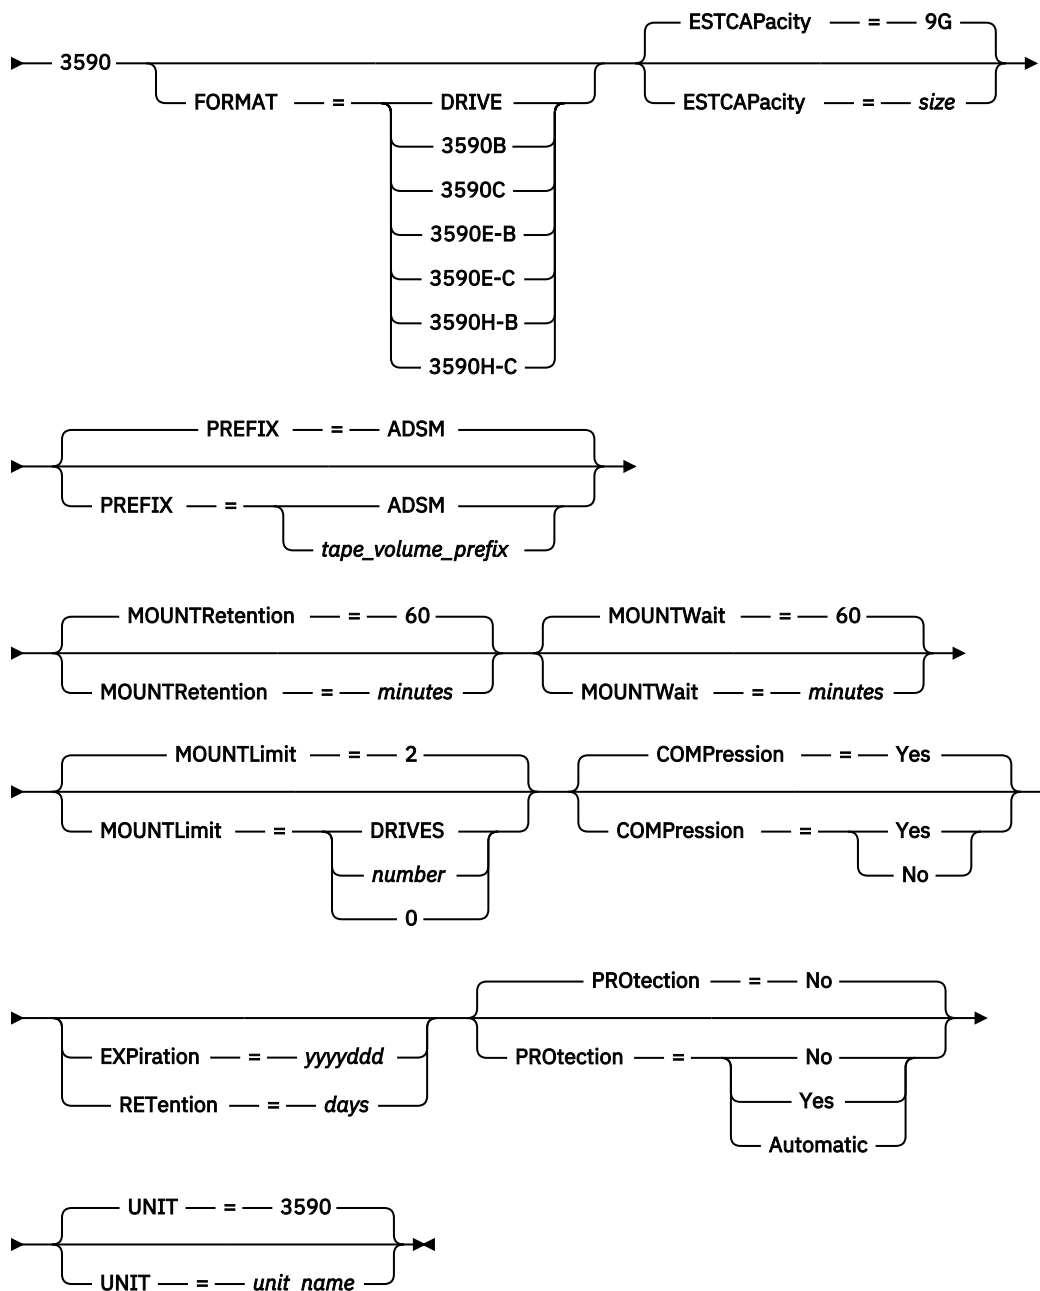 ESTCAPacity = 9G
3590
FORMAT = DRIVE
ESTCAPacity = size
3590B
3590C
3590E-B
3590E-C
3590H-B
3590H-C
PREFIX = ADSM
PREFIX = ADSM
tape_volume_prefix
MOUNTRetention = 60
MOUNTWait = 60
MOUNTRetention = minutes
MOUNTWait = minutes
MOUNTLimit = 2
COMPression = Yes
MOUNTLimit = DRIVES
COMPression = Yes
number
No
0
PROtection = No
EXPiration = yyyyddd
PROtection = No
Yes
RETention = days
Automatic
UNIT = 3590
UNIT = unit name